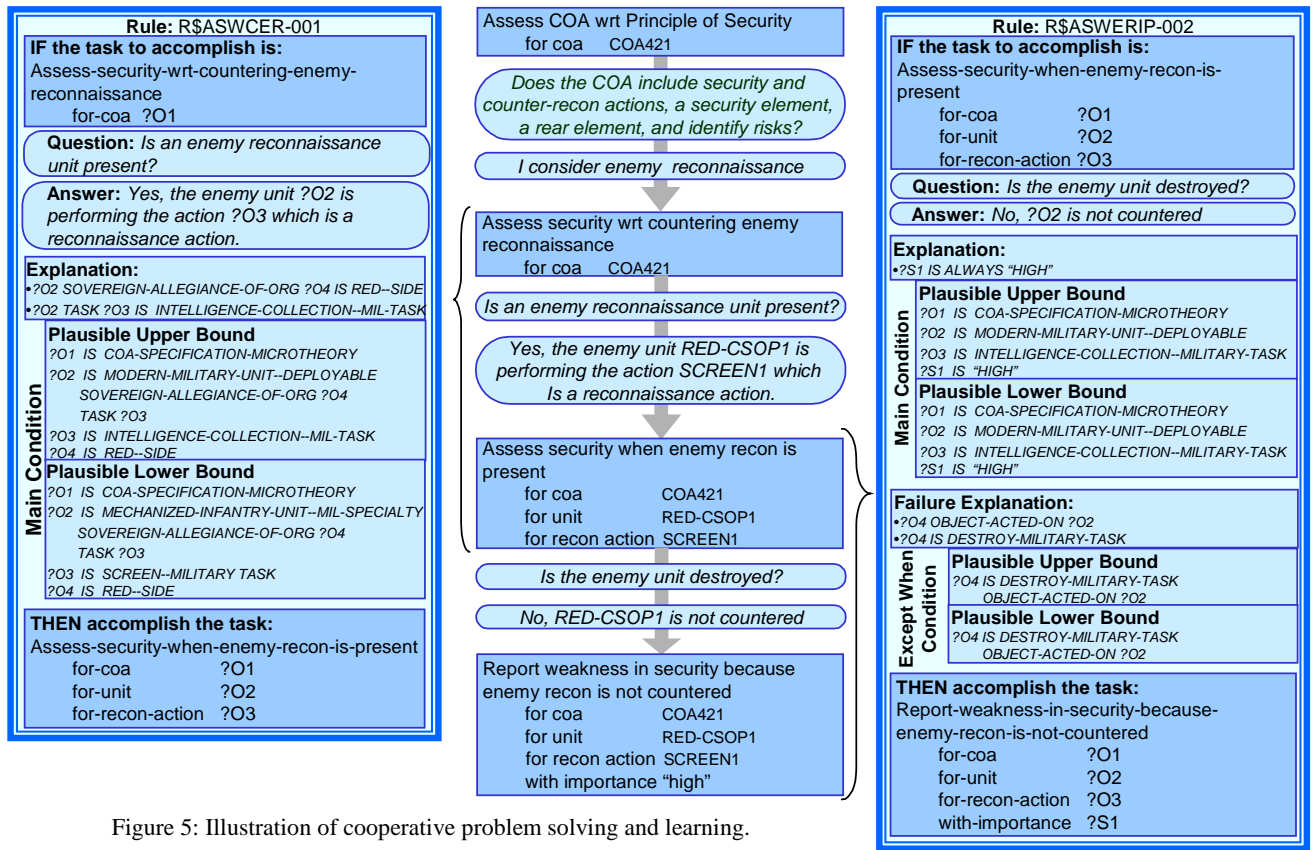 Rule: R$ASWCER-001
IF the task to accomplish is:
Assess-security-wrt-countering-enemy-
reconnaissance
for-coa ?O1
Question: Is an enemy reconnaissance
unit present?
Answer: Yes, the enemy unit ?O2 is
performing the action ?O3 which is a
reconnaissance action.
Explanation:
•?O2 SOVEREIGN-ALLEGIANCE-OF-ORG ?O4 IS RED--SIDE
•?O2 TASK ?O3 IS INTELLIGENCE-COLLECTION--MIL-TASK
Main Condition
Plausible Upper Bound
?O1 IS COA-SPECIFICATION-MICROTHEORY
?O2 IS MODERN-MILITARY-UNIT--DEPLOYABLE
SOVEREIGN-ALLEGIANCE-OF-ORG ?O4
TASK ?O3
?O3 IS INTELLIGENCE-COLLECTION--MIL-TASK
?O4 IS RED--SIDE
Plausible Lower Bound
?O1 IS COA-SPECIFICATION-MICROTHEORY
?O2 IS MECHANIZED-INFANTRY-UNIT--MIL-SPECIALTY
SOVEREIGN-ALLEGIANCE-OF-ORG ?O4
TASK ?O3
?O3 IS SCREEN--MILITARY TASK
?O4 IS RED--SIDE
THEN accomplish the task:
Assess-security-when-enemy-recon-is-present
for-coa ?O1
for-unit ?O2
for-recon-action ?O3
Assess COA wrt Principle of Security
for coa COA421
Does the COA include security and
counter-recon actions, a security element,
a rear element, and identify risks?
I consider enemy reconnaissance
Assess security wrt countering enemy
reconnaissance
for coa COA421
Is an enemy reconnaissance unit present?
Yes, the enemy unit RED-CSOP1 is
performing the action SCREEN1 which
Is a reconnaissance action.
Assess security when enemy recon is
present
for coa COA421
for unit RED-CSOP1
for recon action SCREEN1
Is the enemy unit destroyed?
No, RED-CSOP1 is not countered
Report weakness in security because
enemy recon is not countered
for coa COA421
for unit RED-CSOP1
for recon action SCREEN1
with importance “high”
Rule: R$ASWERIP-002
IF the task to accomplish is:
Assess-security-when-enemy-recon-is-
present
for-coa ?O1
for-unit ?O2
for-recon-action ?O3
Question: Is the enemy unit destroyed?
Answer: No, ?O2 is not countered
Explanation:
•?S1 IS ALWAYS “HIGH”
Main Condition
Plausible Upper Bound
?O1 IS COA-SPECIFICATION-MICROTHEORY
?O2 IS MODERN-MILITARY-UNIT--DEPLOYABLE
?O3 IS INTELLIGENCE-COLLECTION--MILITARY-TASK
?S1 IS “HIGH”
Plausible Lower Bound
?O1 IS COA-SPECIFICATION-MICROTHEORY
?O2 IS MODERN-MILITARY-UNIT--DEPLOYABLE
?O3 IS INTELLIGENCE-COLLECTION--MILITARY-TASK
?S1 IS “HIGH”
Failure Explanation:
•?O4 OBJECT-ACTED-ON ?O2
•?O4 IS DESTROY-MILITARY-TASK
Except When
Condition
Plausible Upper Bound
?O4 IS DESTROY-MILITARY-TASK
OBJECT-ACTED-ON ?O2
Plausible Lower Bound
?O4 IS DESTROY-MILITARY-TASK
OBJECT-ACTED-ON ?O2
THEN accomplish the task:
Report-weakness-in-security-because-
enemy-recon-is-not-countered
for-coa ?O1
for-unit ?O2
for-recon-action ?O3
with-importance ?S1
Figure 5: Illustration of cooperative problem solving and learning.